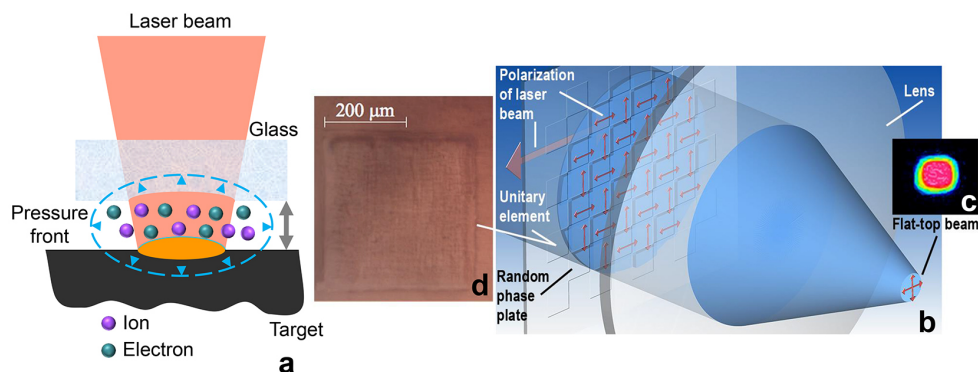 Laser beam
Glass
Pressure
front
Ion
Electron
Target
a
200 μm
d
Polarization
of laser
beam
Unitary
element
Random
phase
plate
Lens
c
Flat-top beam
b